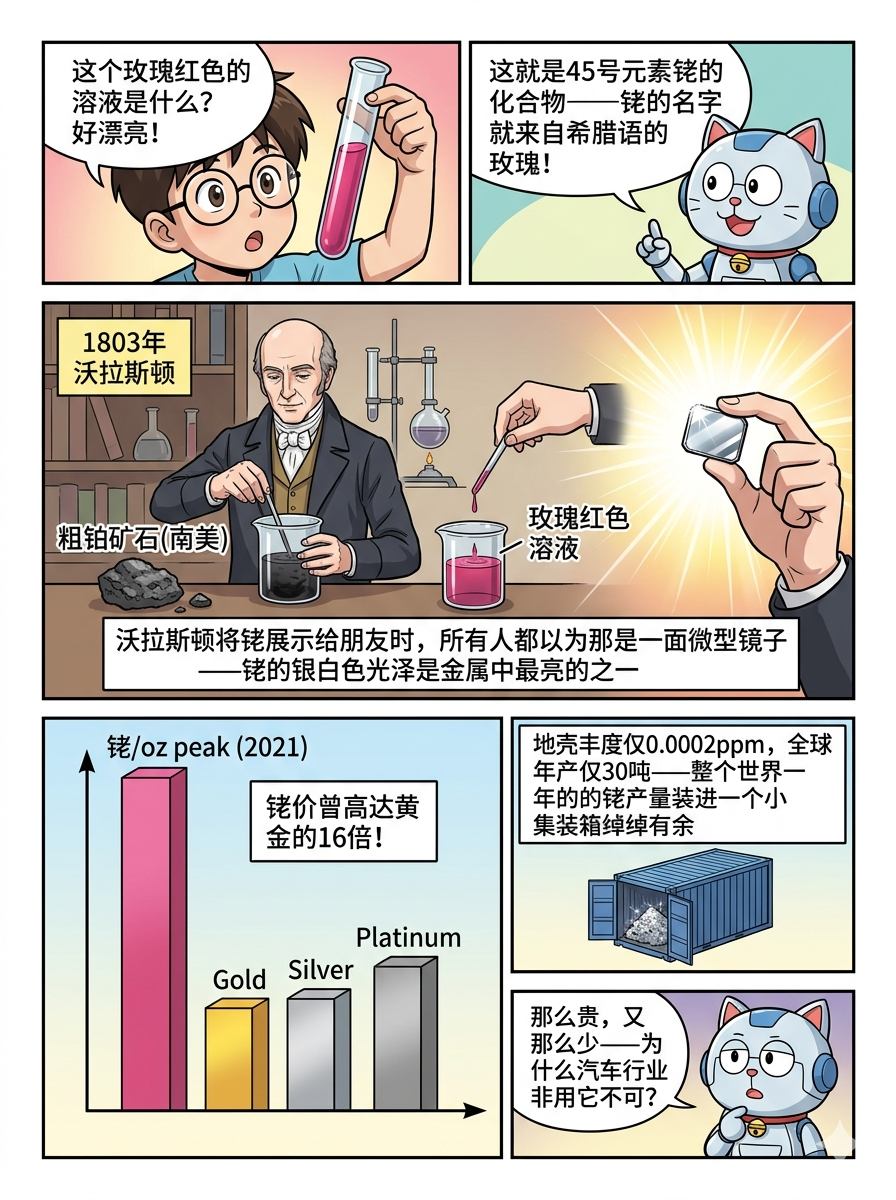 这个玫瑰红色的
溶液是什么？
好漂亮！
这就是45号元素铑的
化合物——铑的名字
就来自希腊语的
玫瑰！
1803年
沃拉斯顿
粗铂矿石(南美)
玫瑰红色
溶液
沃拉斯顿将铑展示给朋友时，所有人都以为那是一面微型镜子
——铑的银白色光泽是金属中最亮的之一
铑/oz peak (2021)
铑价曾高达黄
金的16倍！
Gold
Silver
Platinum
地壳丰度仅0.0002ppm，全球
年产仅30吨——整个世界一
年的的铑产量装进一个小
集装箱绰绰有余
那么贵，又
那么少——为
什么汽车行业
非用它不可？